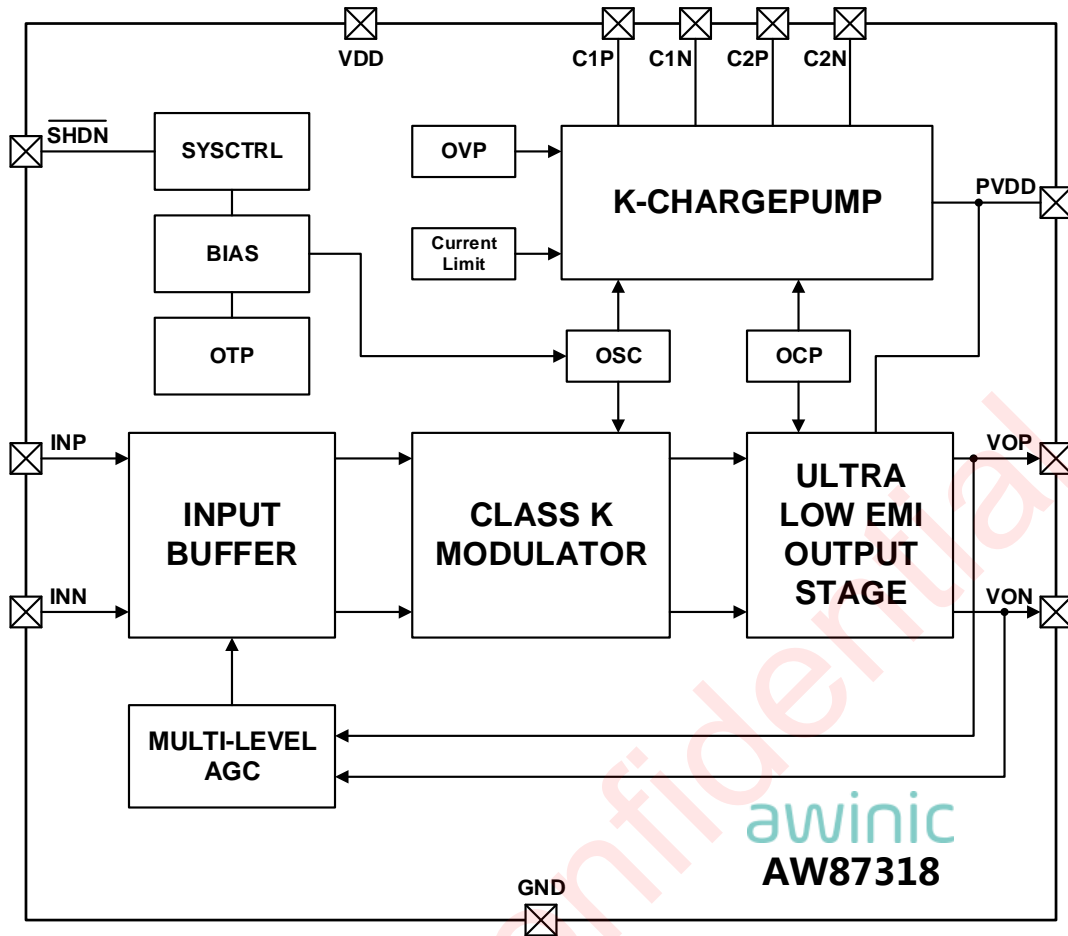 VDD
C1P
C1N
C2P
C2N
SHDN
SYSCTRL
OVP
K-CHARGEPUMP
PVDD
BIAS
Current
Limit
OTP
OSC
OCP
INP
INPUT
BUFFER
INN
CLASS K
MODULATOR
ULTRA
LOW EMI
OUTPUT
STAGE
VOP
VON
MULTI-LEVEL
AGC
awinic
AW87318
GND
onfidential